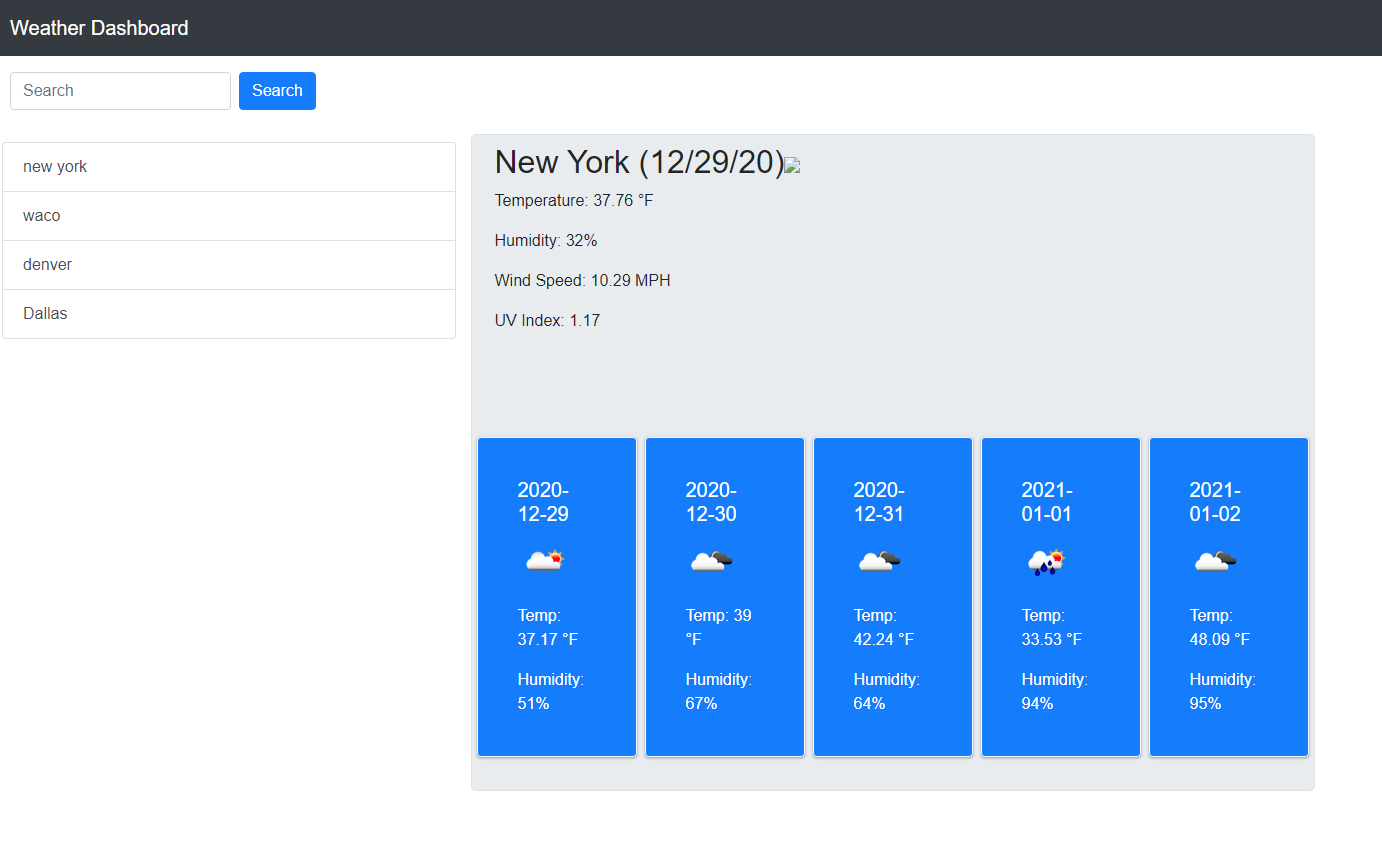 Weather Dashboard
Search
Search
new york
waco
denver
Dallas
New York (12/29/20)
Temperature: 37.76 °F
Humidity: 32%
Wind Speed: 10.29 MPH
UV Index: 1.17
2020-
12-29
Temp:
37.17 °F
Humidity:
51%
2020-
12-30
Temp: 39
°F
Humidity:
67%
2020-
12-31
Temp:
42.24 °F
Humidity:
64%
2021-
01-01
Temp:
33.53 °F
Humidity:
94%
2021-
01-02
Temp:
48.09 °F
Humidity:
95%